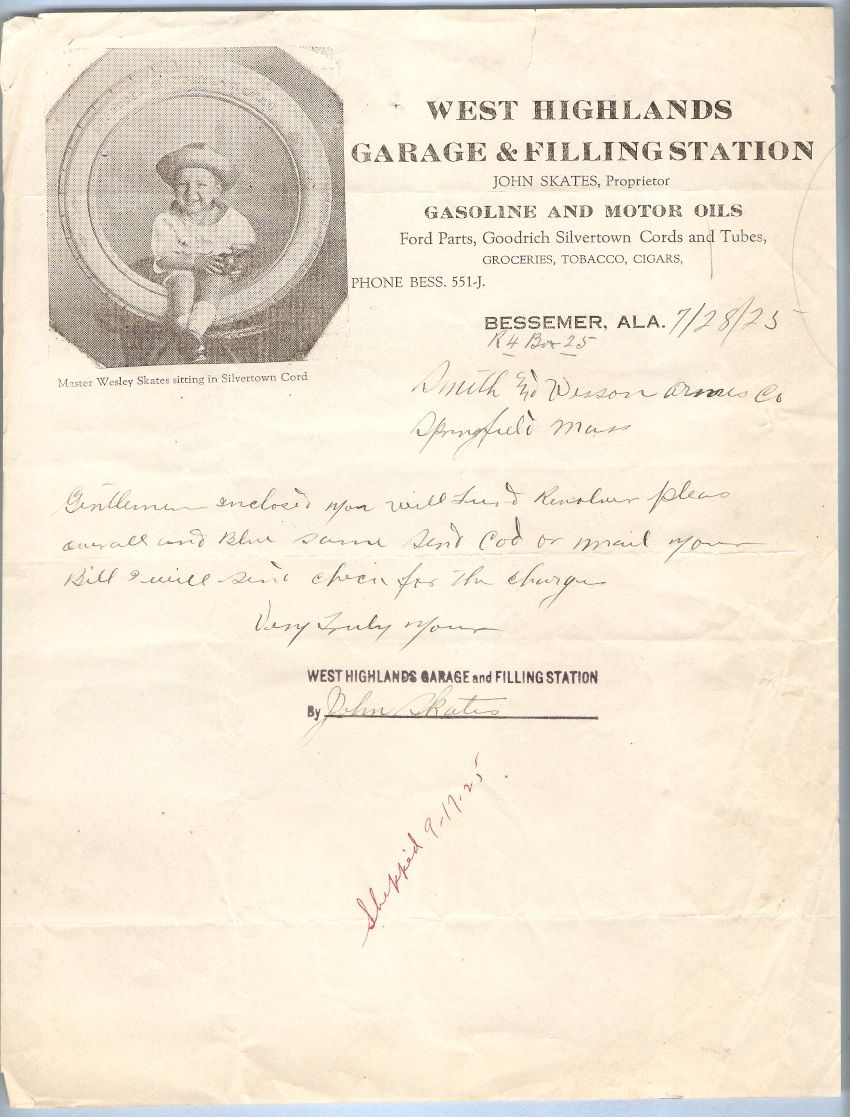 WEST HIGHLANDS
GARAGE & FILLING STATION
JOHN SKATES, Proprietor
GASOLINE AND MOTOR OILS
Ford Parts, Goodrich Silvertown Cords and Tubes,
GROCERIES, TOBACCO, CIGARS,
PHONE BESS. 551-J.
BESSEMER, ALA. 7/28/25
R4 Box 25
Master Wesley Skates sitting in Silvertown Cord
Smith and Wesson Arms Co
Springfield Mass
Gentlemen enclosed you will find Revolver pleas
overall and Blue same send Cod or mail your
Bill I will send check for the charges
Very Truly yours
WEST HIGHLANDS GARAGE and FILLING STATION
By John Skates
Shipped 9-17-25